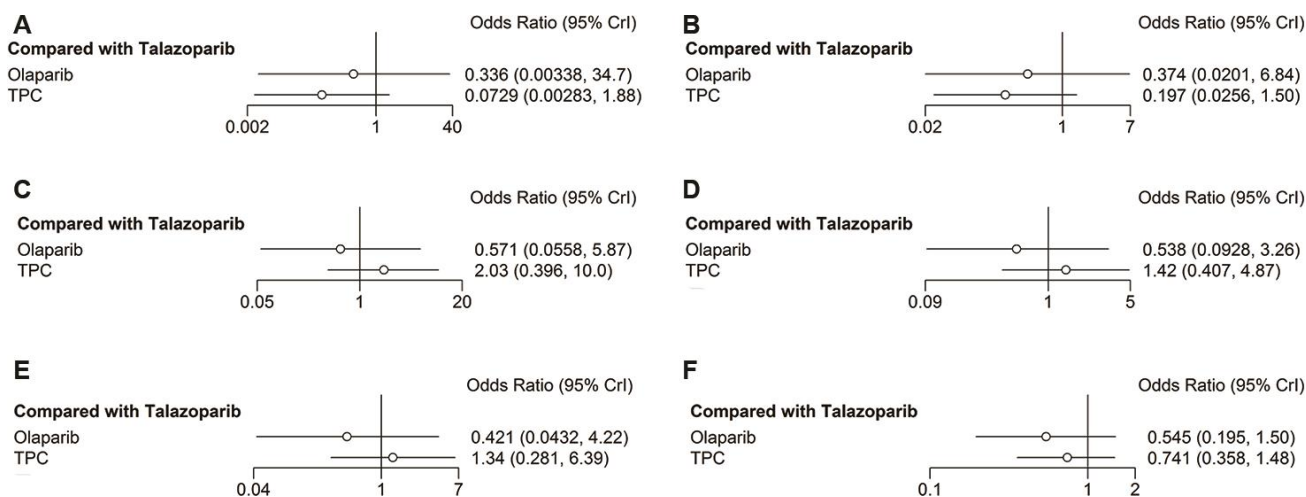 A
Odds Ratio (95% CrI)
Compared with Talazoparib
Olaparib 0.336 (0.00338, 34.7)
TPC 0.0729 (0.00283, 1.88)
0.002 1 40
B
Odds Ratio (95% CrI)
Compared with Talazoparib
Olaparib 0.374 (0.0201, 6.84)
TPC 0.197 (0.0256, 1.50)
0.02 1 7
C
Odds Ratio (95% CrI)
Compared with Talazoparib
Olaparib 0.571 (0.0558, 5.87)
TPC 2.03 (0.396, 10.0)
0.05 1 20
D
Odds Ratio (95% CrI)
Compared with Talazoparib
Olaparib 0.538 (0.0928, 3.26)
TPC 1.42 (0.407, 4.87)
0.09 1 5
E
Odds Ratio (95% CrI)
Compared with Talazoparib
Olaparib 0.421 (0.0432, 4.22)
TPC 1.34 (0.281, 6.39)
0.04 1 7
F
Odds Ratio (95% CrI)
Compared with Talazoparib
Olaparib 0.545 (0.195, 1.50)
TPC 0.741 (0.358, 1.48)
0.1 1 2